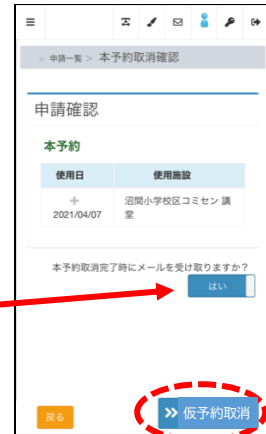 > 申請一覧 > 本予約取消確認
申請確認
本予約
使用日 使用施設
2021/04/07 沼間小学校区コミセン 講堂
本予約取消完了時にメールを受け取りますか?
はい
戻る
仮予約取消